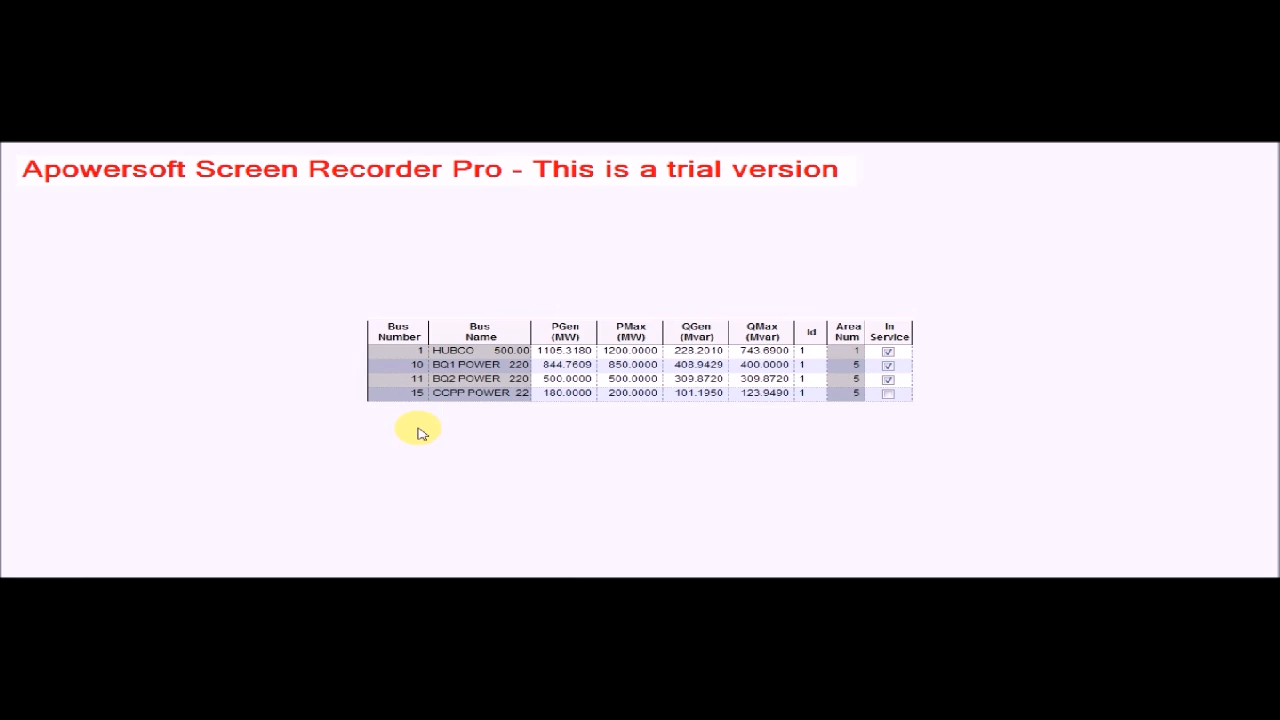 Apowersoft Screen Recorder Pro - This is a trial version
Bus Number Bus Name PGen (MW) PMax (MW) QGen (Mvar) QMax (Mvar) Id Area Num In Service
1 HUBCO 500.00 1105.3180 1200.0000 228.2010 743.6900 1 1
10 BQ1 POWER 220 844.7609 850.0000 408.9429 400.0000 1 5
11 BQ2 POWER 220 500.0000 500.0000 309.8720 309.8720 1 5
15 CCPP POWER 22 180.0000 200.0000 101.1950 123.9490 1 5